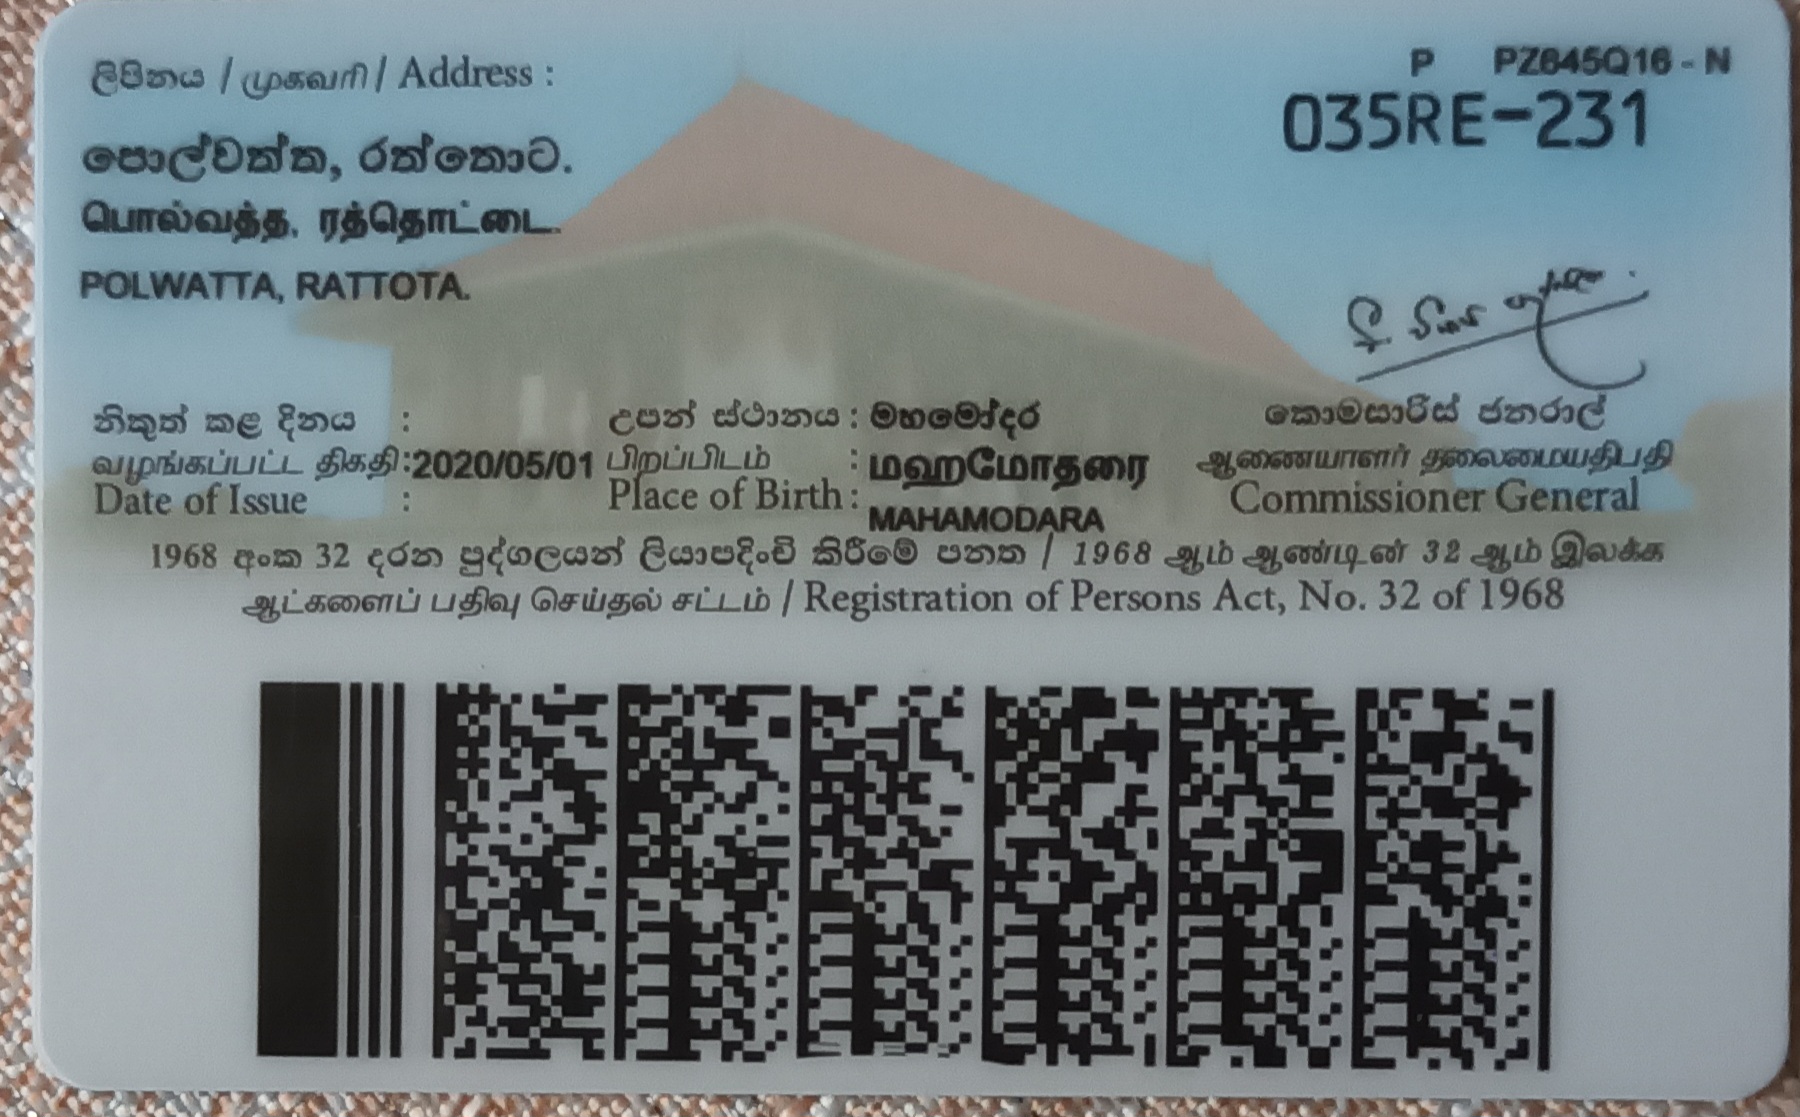 ලිපිනය / முகவரி / Address :
P PZ645Q16 - N
035RE-231
පොල්වත්ත, රත්තොට.
பொல்வத்த, ரத்தொட்டை.
POLWATTA, RATTOTA.
නිකුත් කළ දිනය :
வழங்கப்பட்ட திகதி : 2020/05/01
Date of Issue :
උපන් ස්ථානය : මහමෝදර
பிறப்பிடம் : மஹமோதரை
Place of Birth : MAHAMODARA
කොමසාරිස් ජනරාල්
ஆணையாளர் தலைமையதிபதி
Commissioner General
1968 අංක 32 දරන පුද්ගලයන් ලියාපදිංචි කිරීමේ පනත / 1968 ஆம் ஆண்டின் 32 ஆம் இலக்க
ஆட்களைப் பதிவு செய்தல் சட்டம் / Registration of Persons Act, No. 32 of 1968